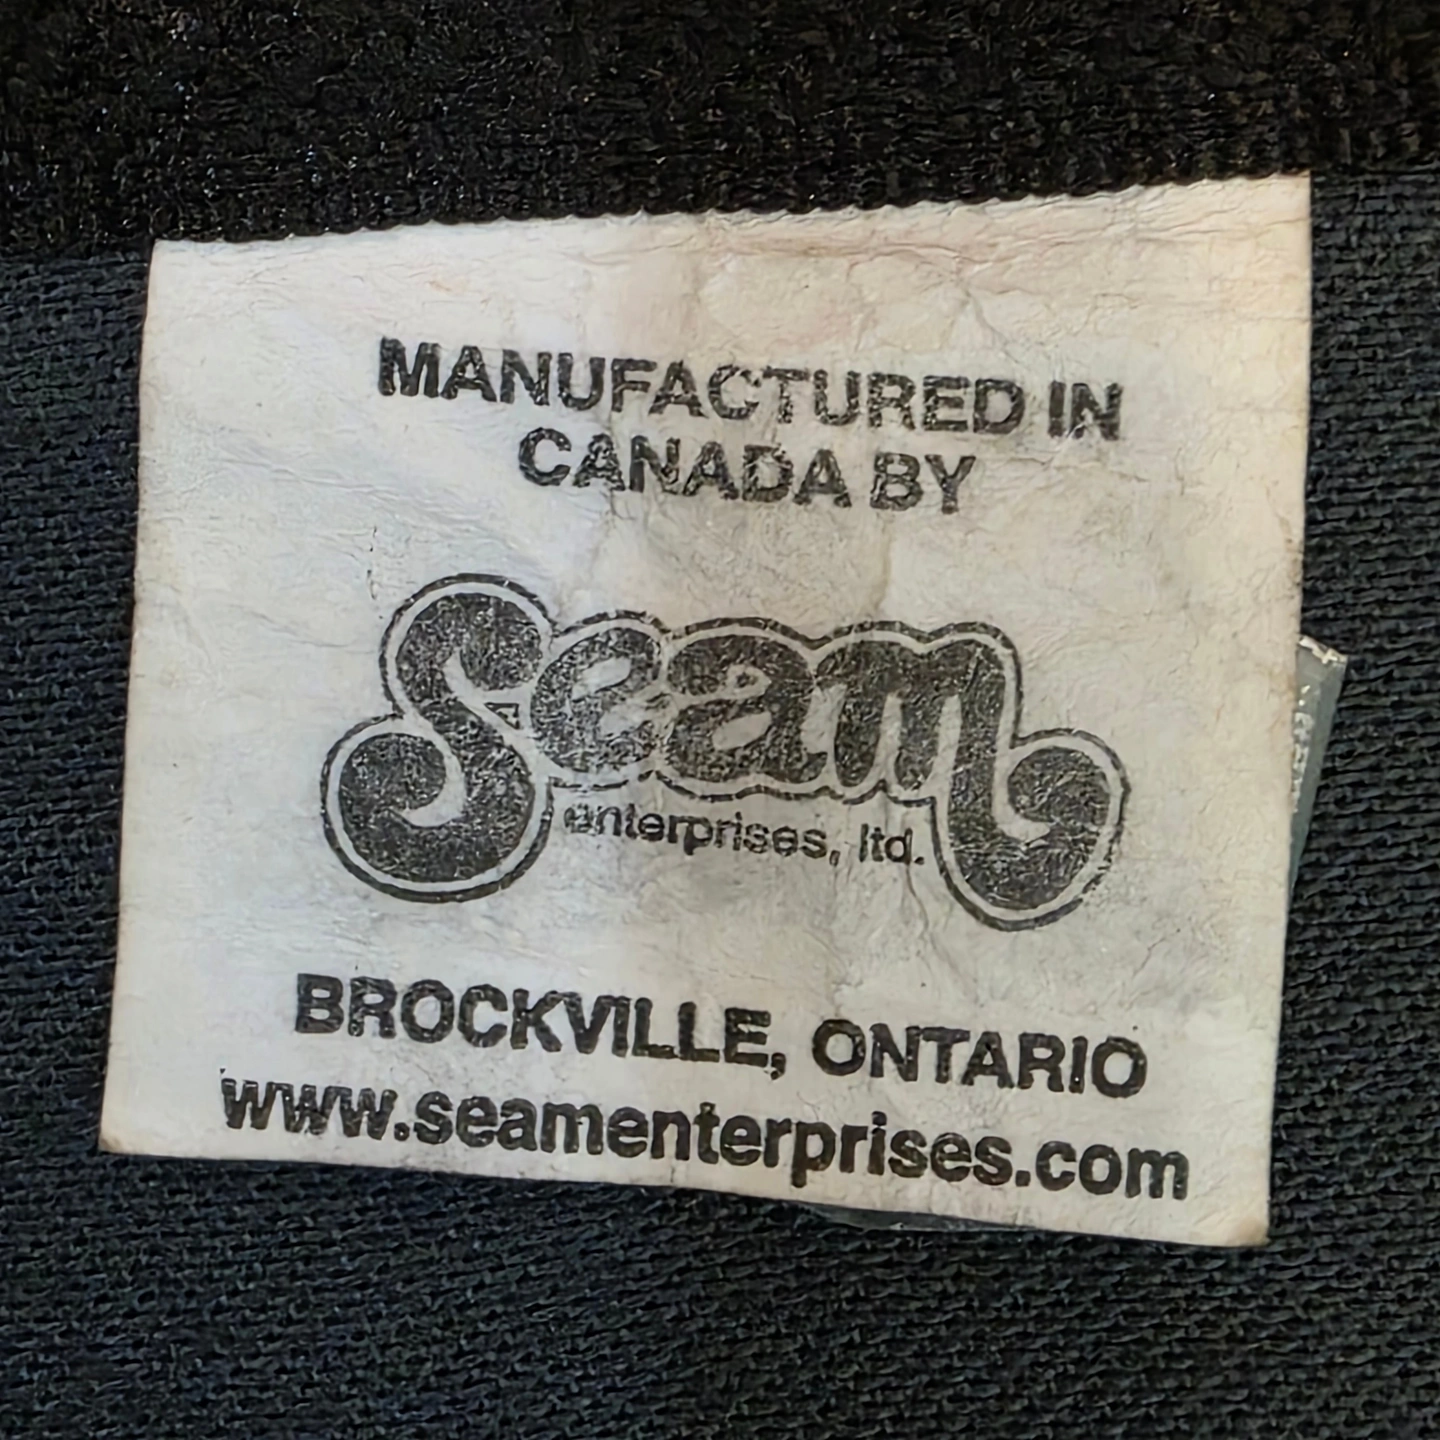 MANUFACTURED IN
CANADA BY
Seam
enterprises, ltd.
BROCKVILLE, ONTARIO
www.seamenterprises.com